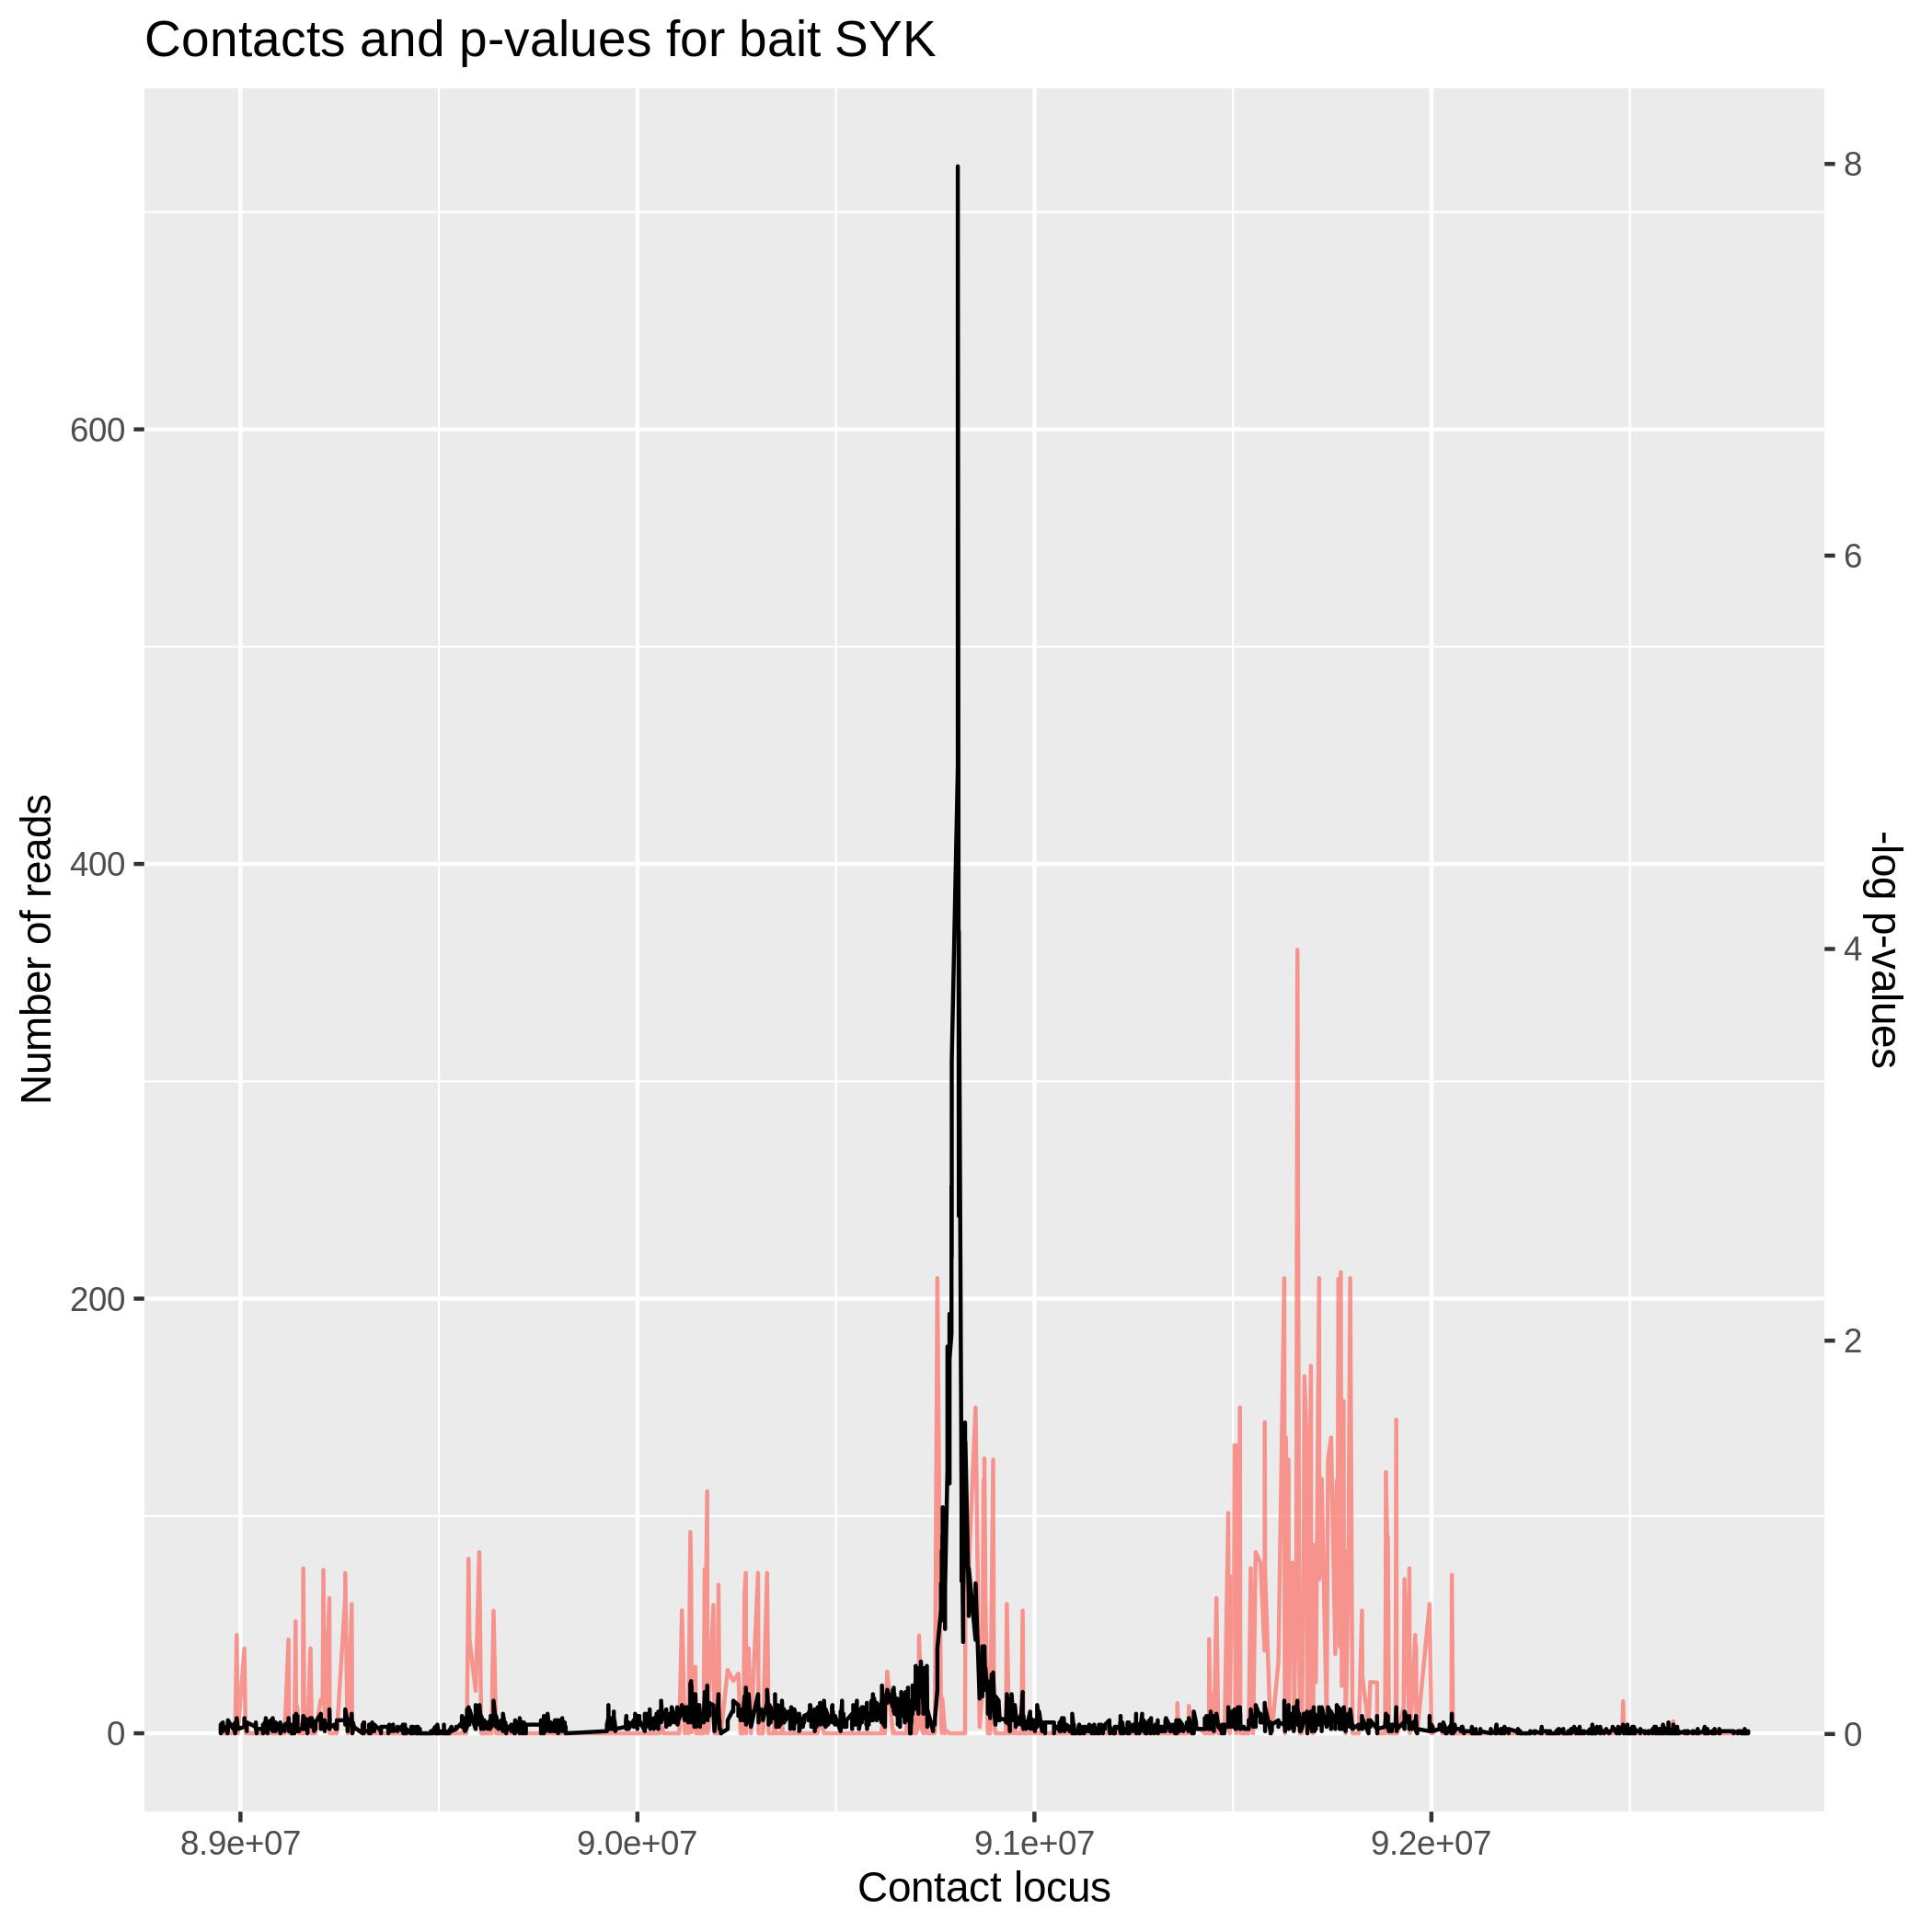 Contacts and p-values for bait SYK
Number of reads
600
400
200
0
8
6
4
2
0
-log p-values
8.9e+07
9.0e+07
9.1e+07
9.2e+07
Contact locus